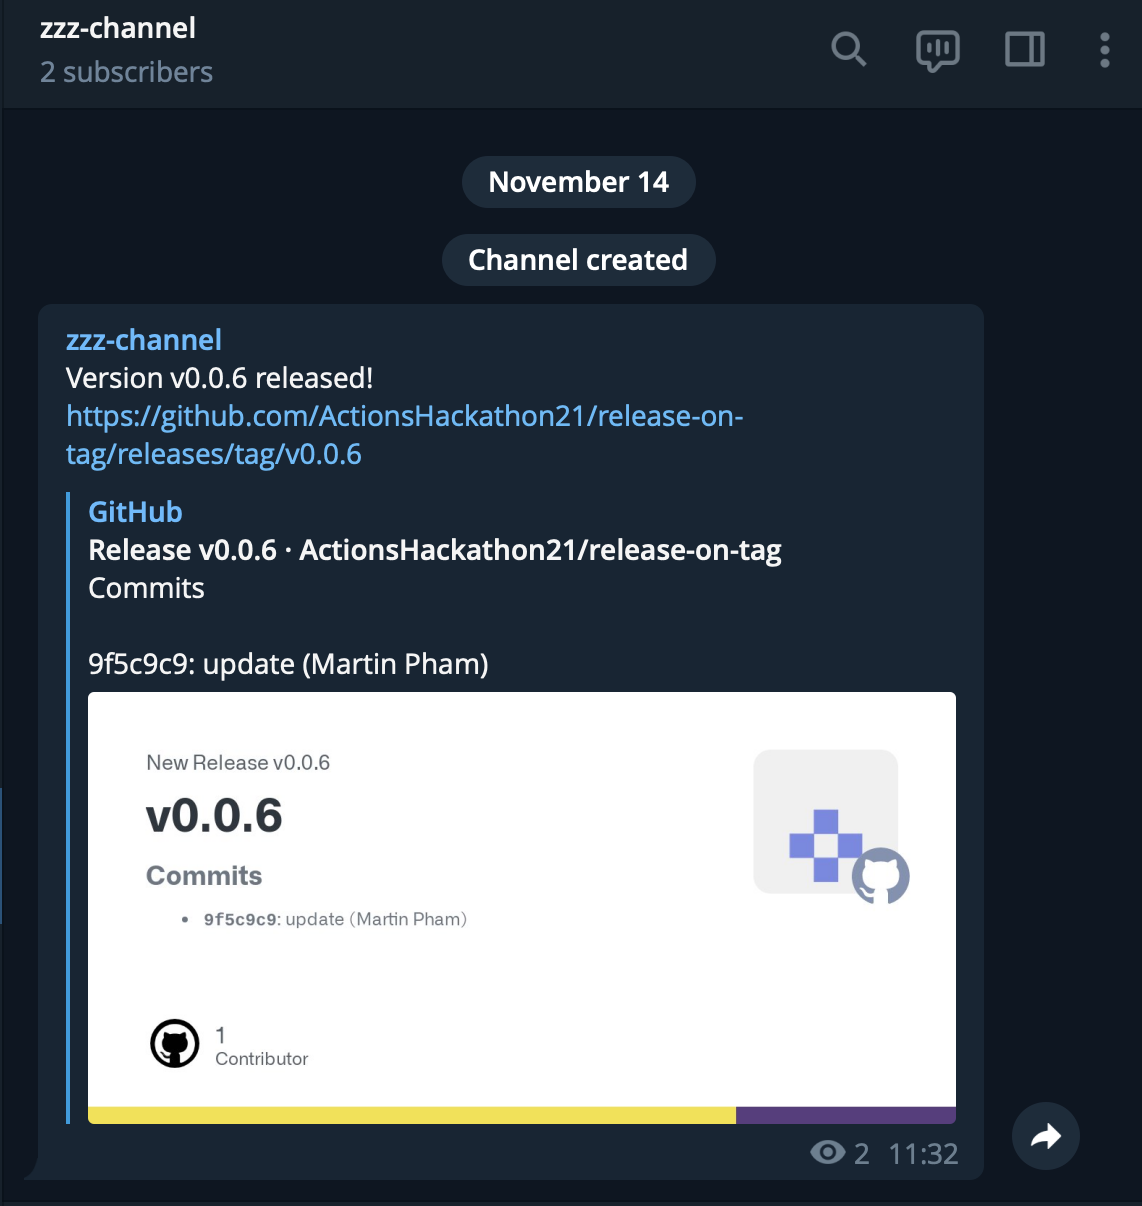 zzz-channel
2 subscribers
November 14
Channel created
zzz-channel
Version v0.0.6 released!
https://github.com/ActionsHackathon21/release-on-
tag/releases/tag/v0.0.6
GitHub
Release v0.0.6 · ActionsHackathon21/release-on-tag
Commits
9f5c9c9: update (Martin Pham)
New Release v0.0.6
v0.0.6
Commits
• 9f5c9c9: update (Martin Pham)
1
Contributor
2 11:32